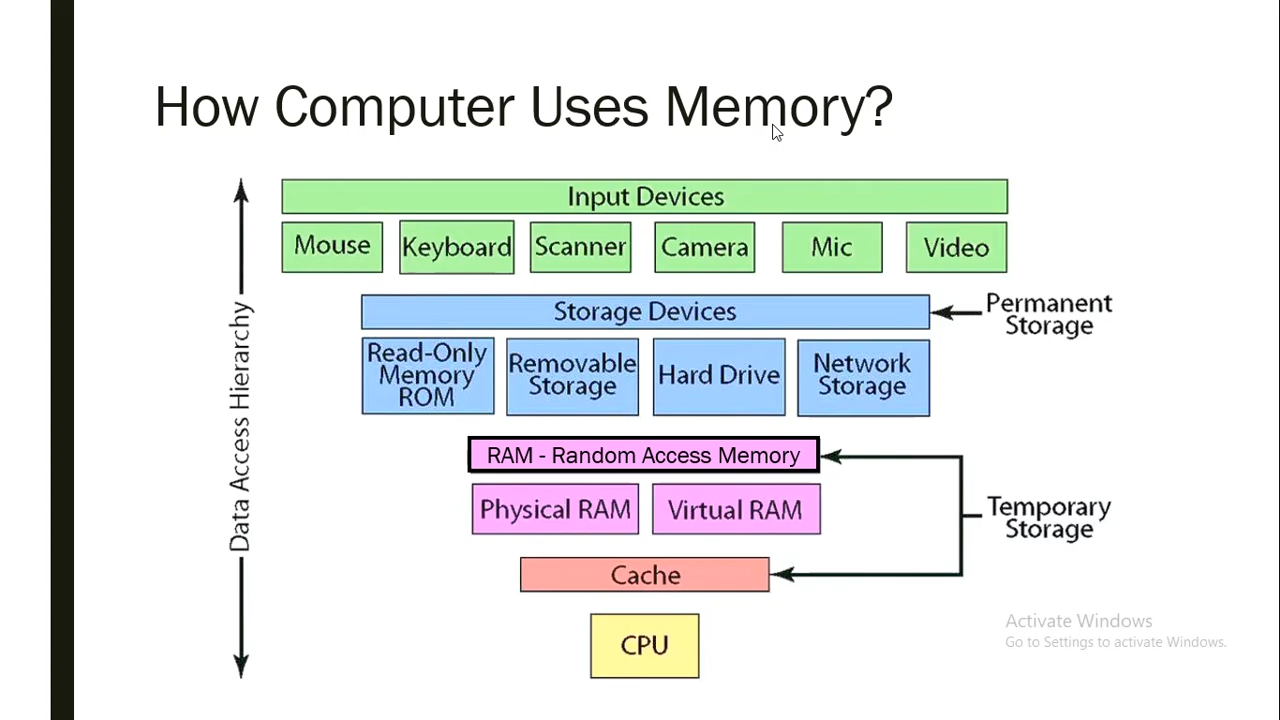 How Computer Uses Memory?
Input Devices
Mouse
Keyboard
Scanner
Camera
Mic
Video
Storage Devices
Permanent
Storage
Read-Only
Memory
ROM
Removable
Storage
Hard Drive
Network
Storage
Data Access Hierarchy
RAM - Random Access Memory
Physical RAM
Virtual RAM
Temporary
Storage
Cache
CPU
Activate Windows
Go to Settings to activate Windows.